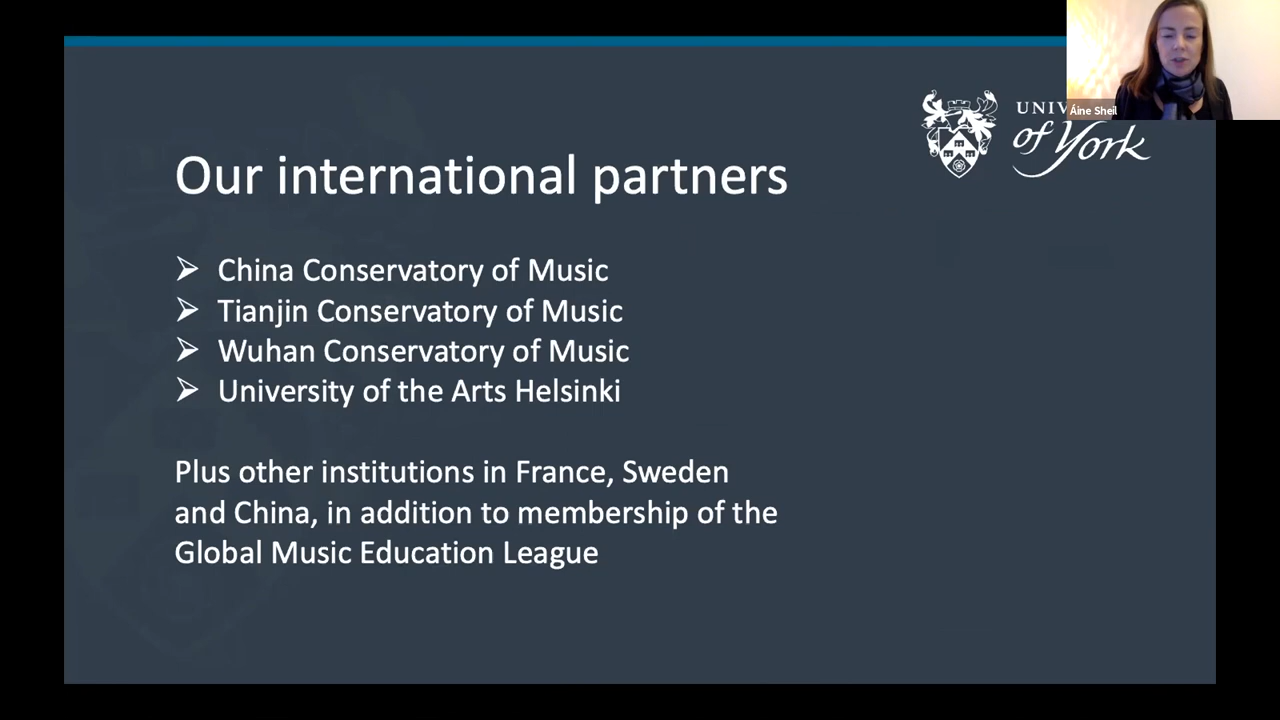 Áine Sheil
of York
Our international partners
China Conservatory of Music
Tianjin Conservatory of Music
Wuhan Conservatory of Music
University of the Arts Helsinki
Plus other institutions in France, Sweden
and China, in addition to membership of the
Global Music Education League